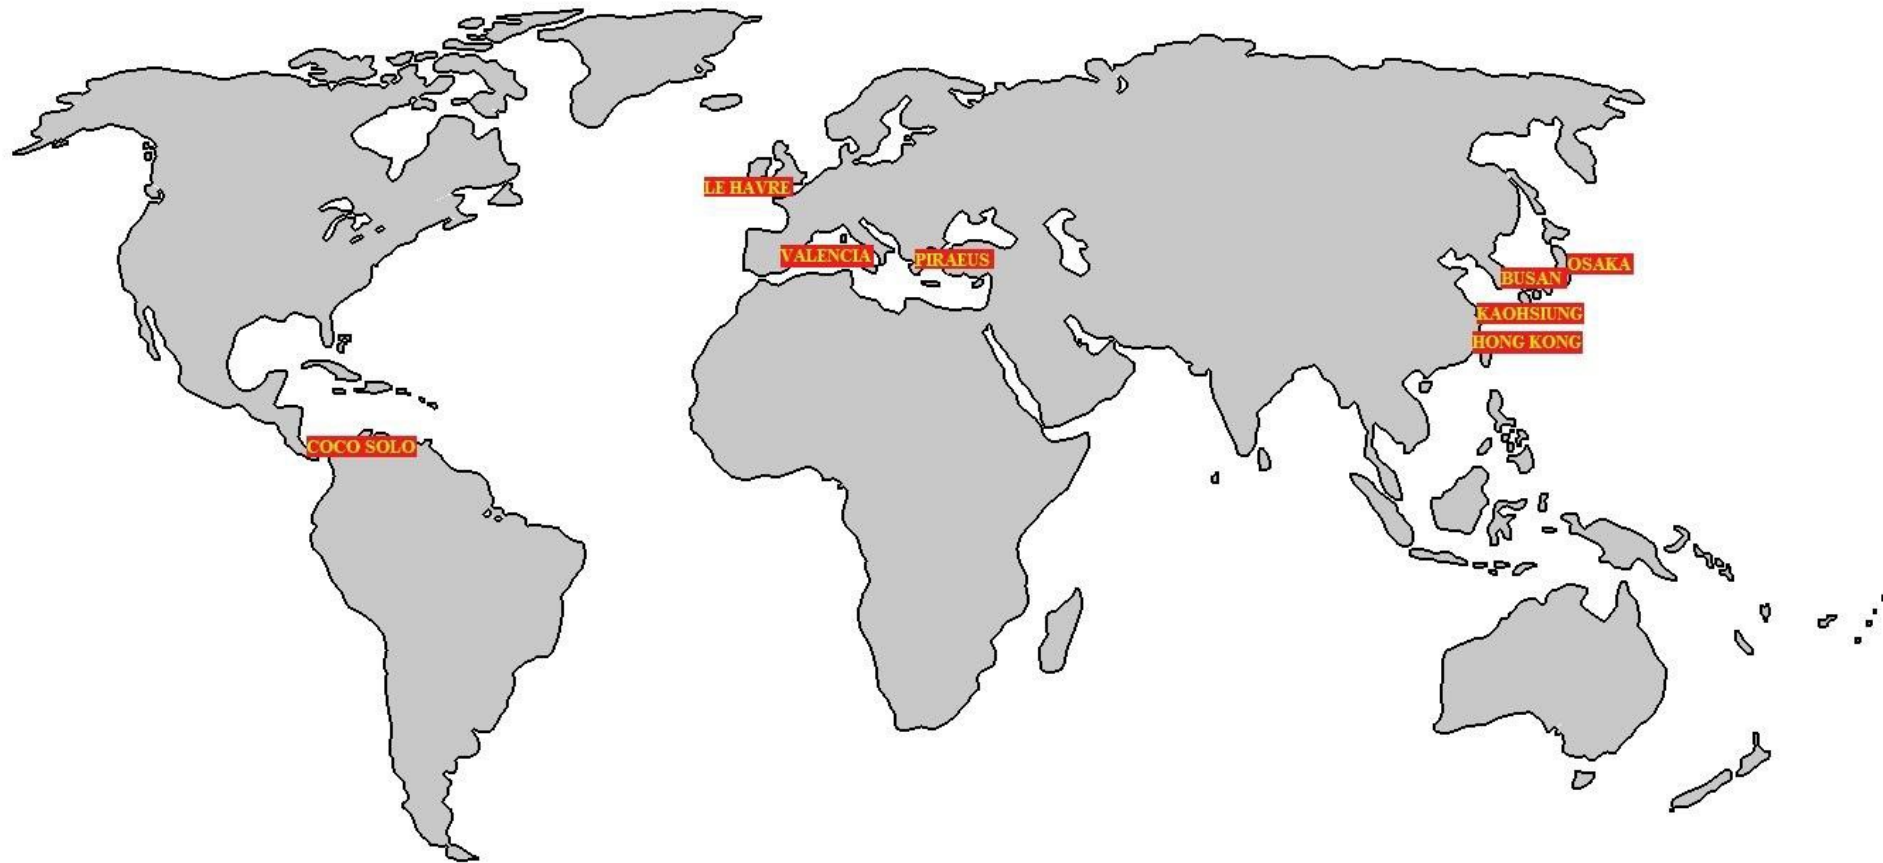 LE HAVRE
VALENCIA
PIRAEUS
OSAKA
BUSAN
KAOHSIUNG
HONG KONG
COCO SOLO